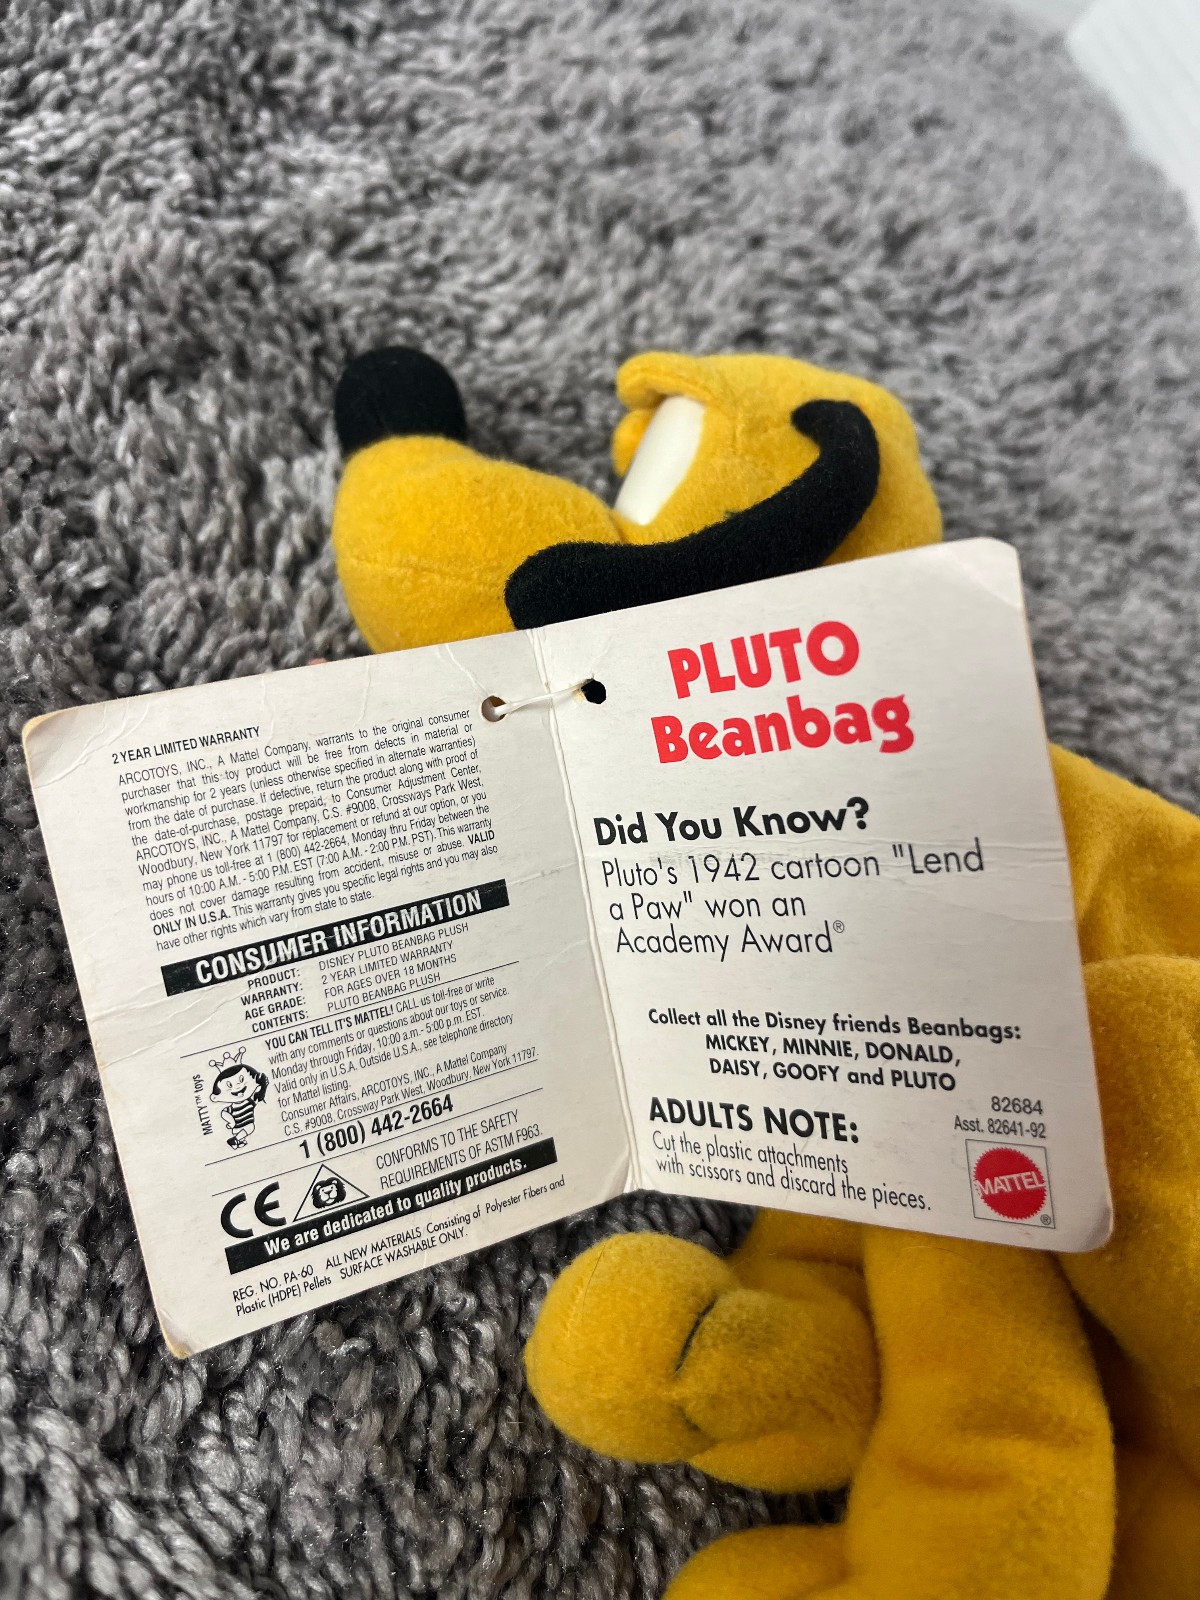 2 YEAR LIMITED WARRANTY
ARCOTOYS, INC., A Mattel Company, warrants to the original consumer
purchaser that this toy product will be free from defects in material or
workmanship for 2 years (unless otherwise specified in alternate warranties)
from the date of purchase. If defective, return the product along with proof of
the date-of-purchase, postage prepaid, to Consumer Adjustment Center,
ARCOTOYS, INC., A Mattel Company, C.S. #9008, Crossways Park West,
Woodbury, New York 11797 for replacement or refund at our option, or you
may phone us toll-free at 1 (800) 442-2664, Monday thru Friday between the
hours of 10:00 A.M. - 5:00 P.M. EST (7:00 A.M. - 2:00 P.M. PST). This warranty
does not cover damage resulting from accident, misuse or abuse. VALID
ONLY IN U.S.A. This warranty gives you specific legal rights and you may also
have other rights which vary from state to state.
CONSUMER INFORMATION
PRODUCT: DISNEY PLUTO BEANBAG PLUSH
WARRANTY: 2 YEAR LIMITED WARRANTY
AGE GRADE: FOR AGES OVER 18 MONTHS
CONTENTS: PLUTO BEANBAG PLUSH
YOU CAN TELL IT'S MATTEL! CALL us toll-free or write
with any comments or questions about our toys or service.
Monday through Friday, 10:00 a.m.- 5:00 p.m. EST.
Valid only in U.S.A. Outside U.S.A., see telephone directory
for Mattel listing.
Consumer Affairs, ARCOTOYS, INC., A Mattel Company
C.S. #9008, Crossway Park West, Woodbury, New York 11797.
MATTY™ toys
1 (800) 442-2664
CE
CONFORMS TO THE SAFETY
REQUIREMENTS OF ASTM F963.
We are dedicated to quality products.
REG. NO. PA-60 ALL NEW MATERIALS Consisting of Polyester Fibers and
Plastic (HDPE) Pellets SURFACE WASHABLE ONLY.
PLUTO
Beanbag
Did You Know?
Pluto's 1942 cartoon "Lend
a Paw" won an
Academy Award®
Collect all the Disney friends Beanbags:
MICKEY, MINNIE, DONALD,
DAISY, GOOFY and PLUTO
82684
Asst. 82641-92
ADULTS NOTE:
Cut the plastic attachments
with scissors and discard the pieces.
MATTEL
®